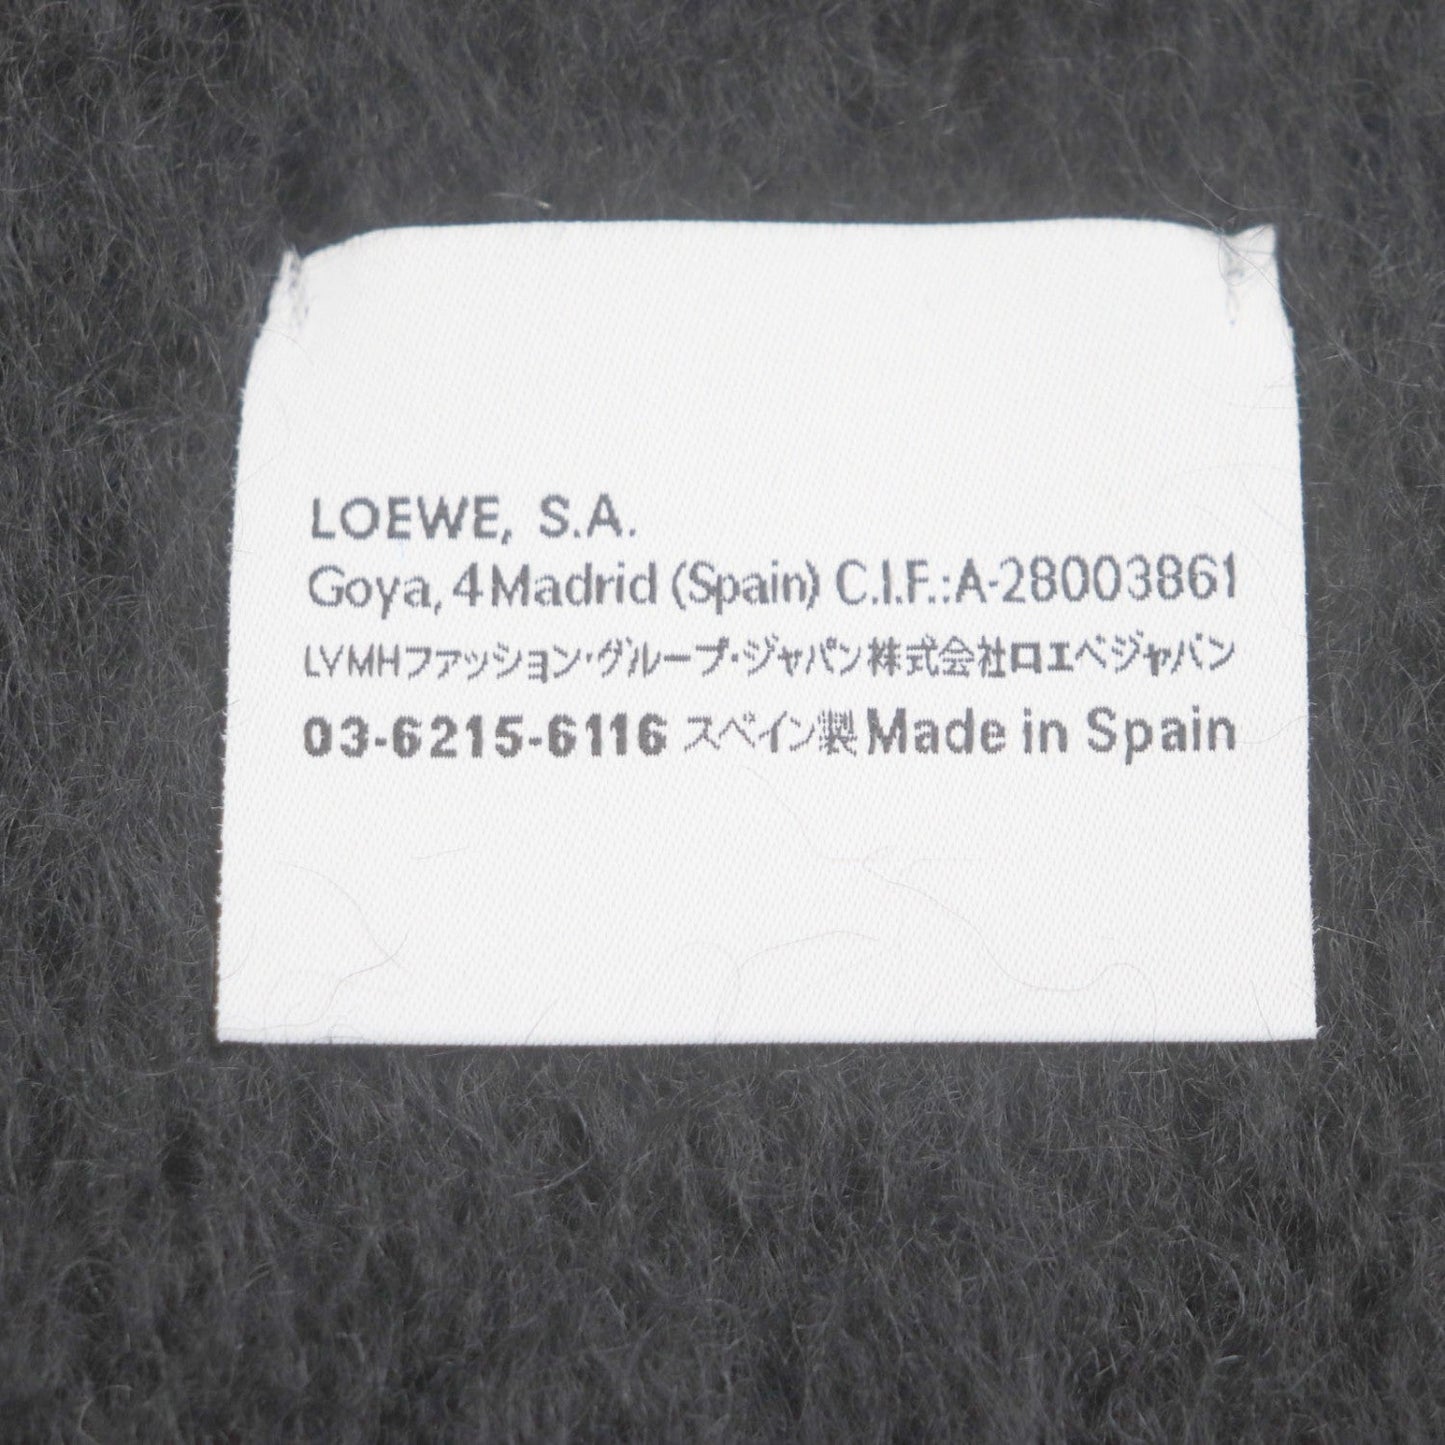 LOEWE, S.A.
Goya, 4 Madrid (Spain) C.I.F.:A-28003861
LVMHファッション・グループ・ジャパン株式会社ロエベジャパン
03-6215-6116 スペイン製 Made in Spain